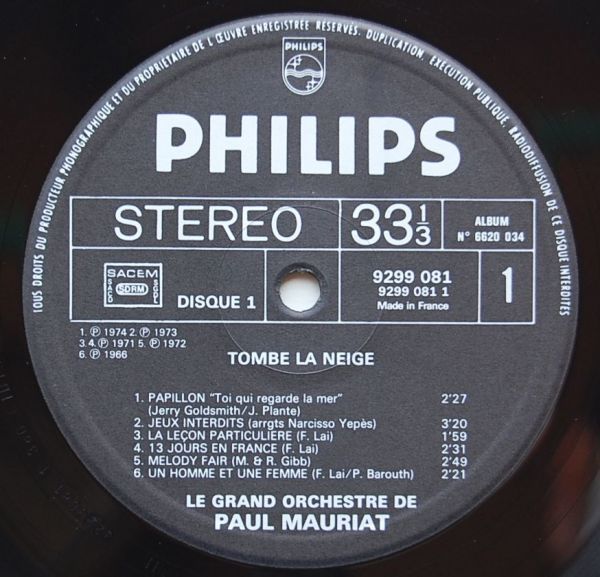 TOUS DROITS DU PRODUCTEUR PHONOGRAPHIQUE ET DU PROPRIETAIRE DE L'ŒUVRE ENREGISTREE RESERVES. DUPLICATION, EXECUTION PUBLIQUE, RADIODIFFUSION DE CE DISQUE INTERDITES
PHILIPS
PHILIPS
STEREO
33 1/3
ALBUM
N° 6620 034
SACEM
SACD SDRM SGDL
DISQUE 1
9299 081
9299 081 1
Made in France
1
1. Ⓟ 1974 2. Ⓟ 1973
3.4. Ⓟ 1971 5. Ⓟ 1972
6. Ⓟ 1966
TOMBE LA NEIGE
1. PAPILLON "Toi qui regarde la mer" 2'27
(Jerry Goldsmith/J. Plante)
2. JEUX INTERDITS (arrgts Narcisso Yepès) 3'20
3. LA LEÇON PARTICULIERE (F. Lai) 1'59
4. 13 JOURS EN FRANCE (F. Lai) 2'31
5. MELODY FAIR (M. & R. Gibb) 2'49
6. UN HOMME ET UNE FEMME (F. Lai/P. Barouth) 2'21
LE GRAND ORCHESTRE DE
PAUL MAURIAT